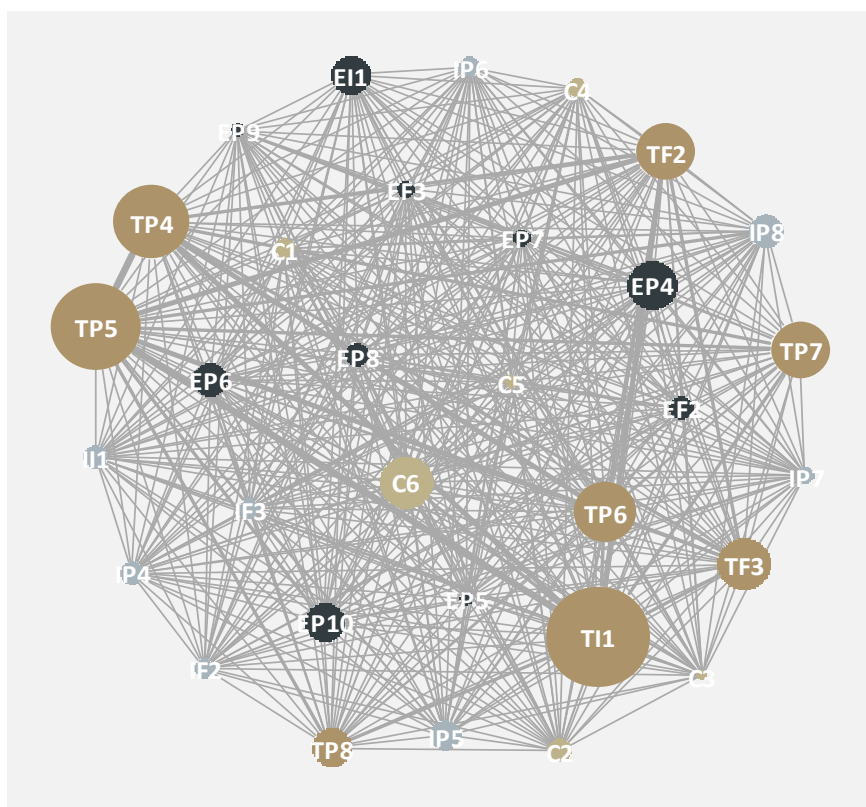 EI1
IP6
C4
EP9
TF2
EF3
TP4
IP8
EP7
C1
EP4
TP5
TP7
EP8
EP6
C5
EF2
II1
IP7
C6
IF3
TP6
TF3
IP4
EP5
EP10
TI1
IF2
C3
IP5
TP8
C2